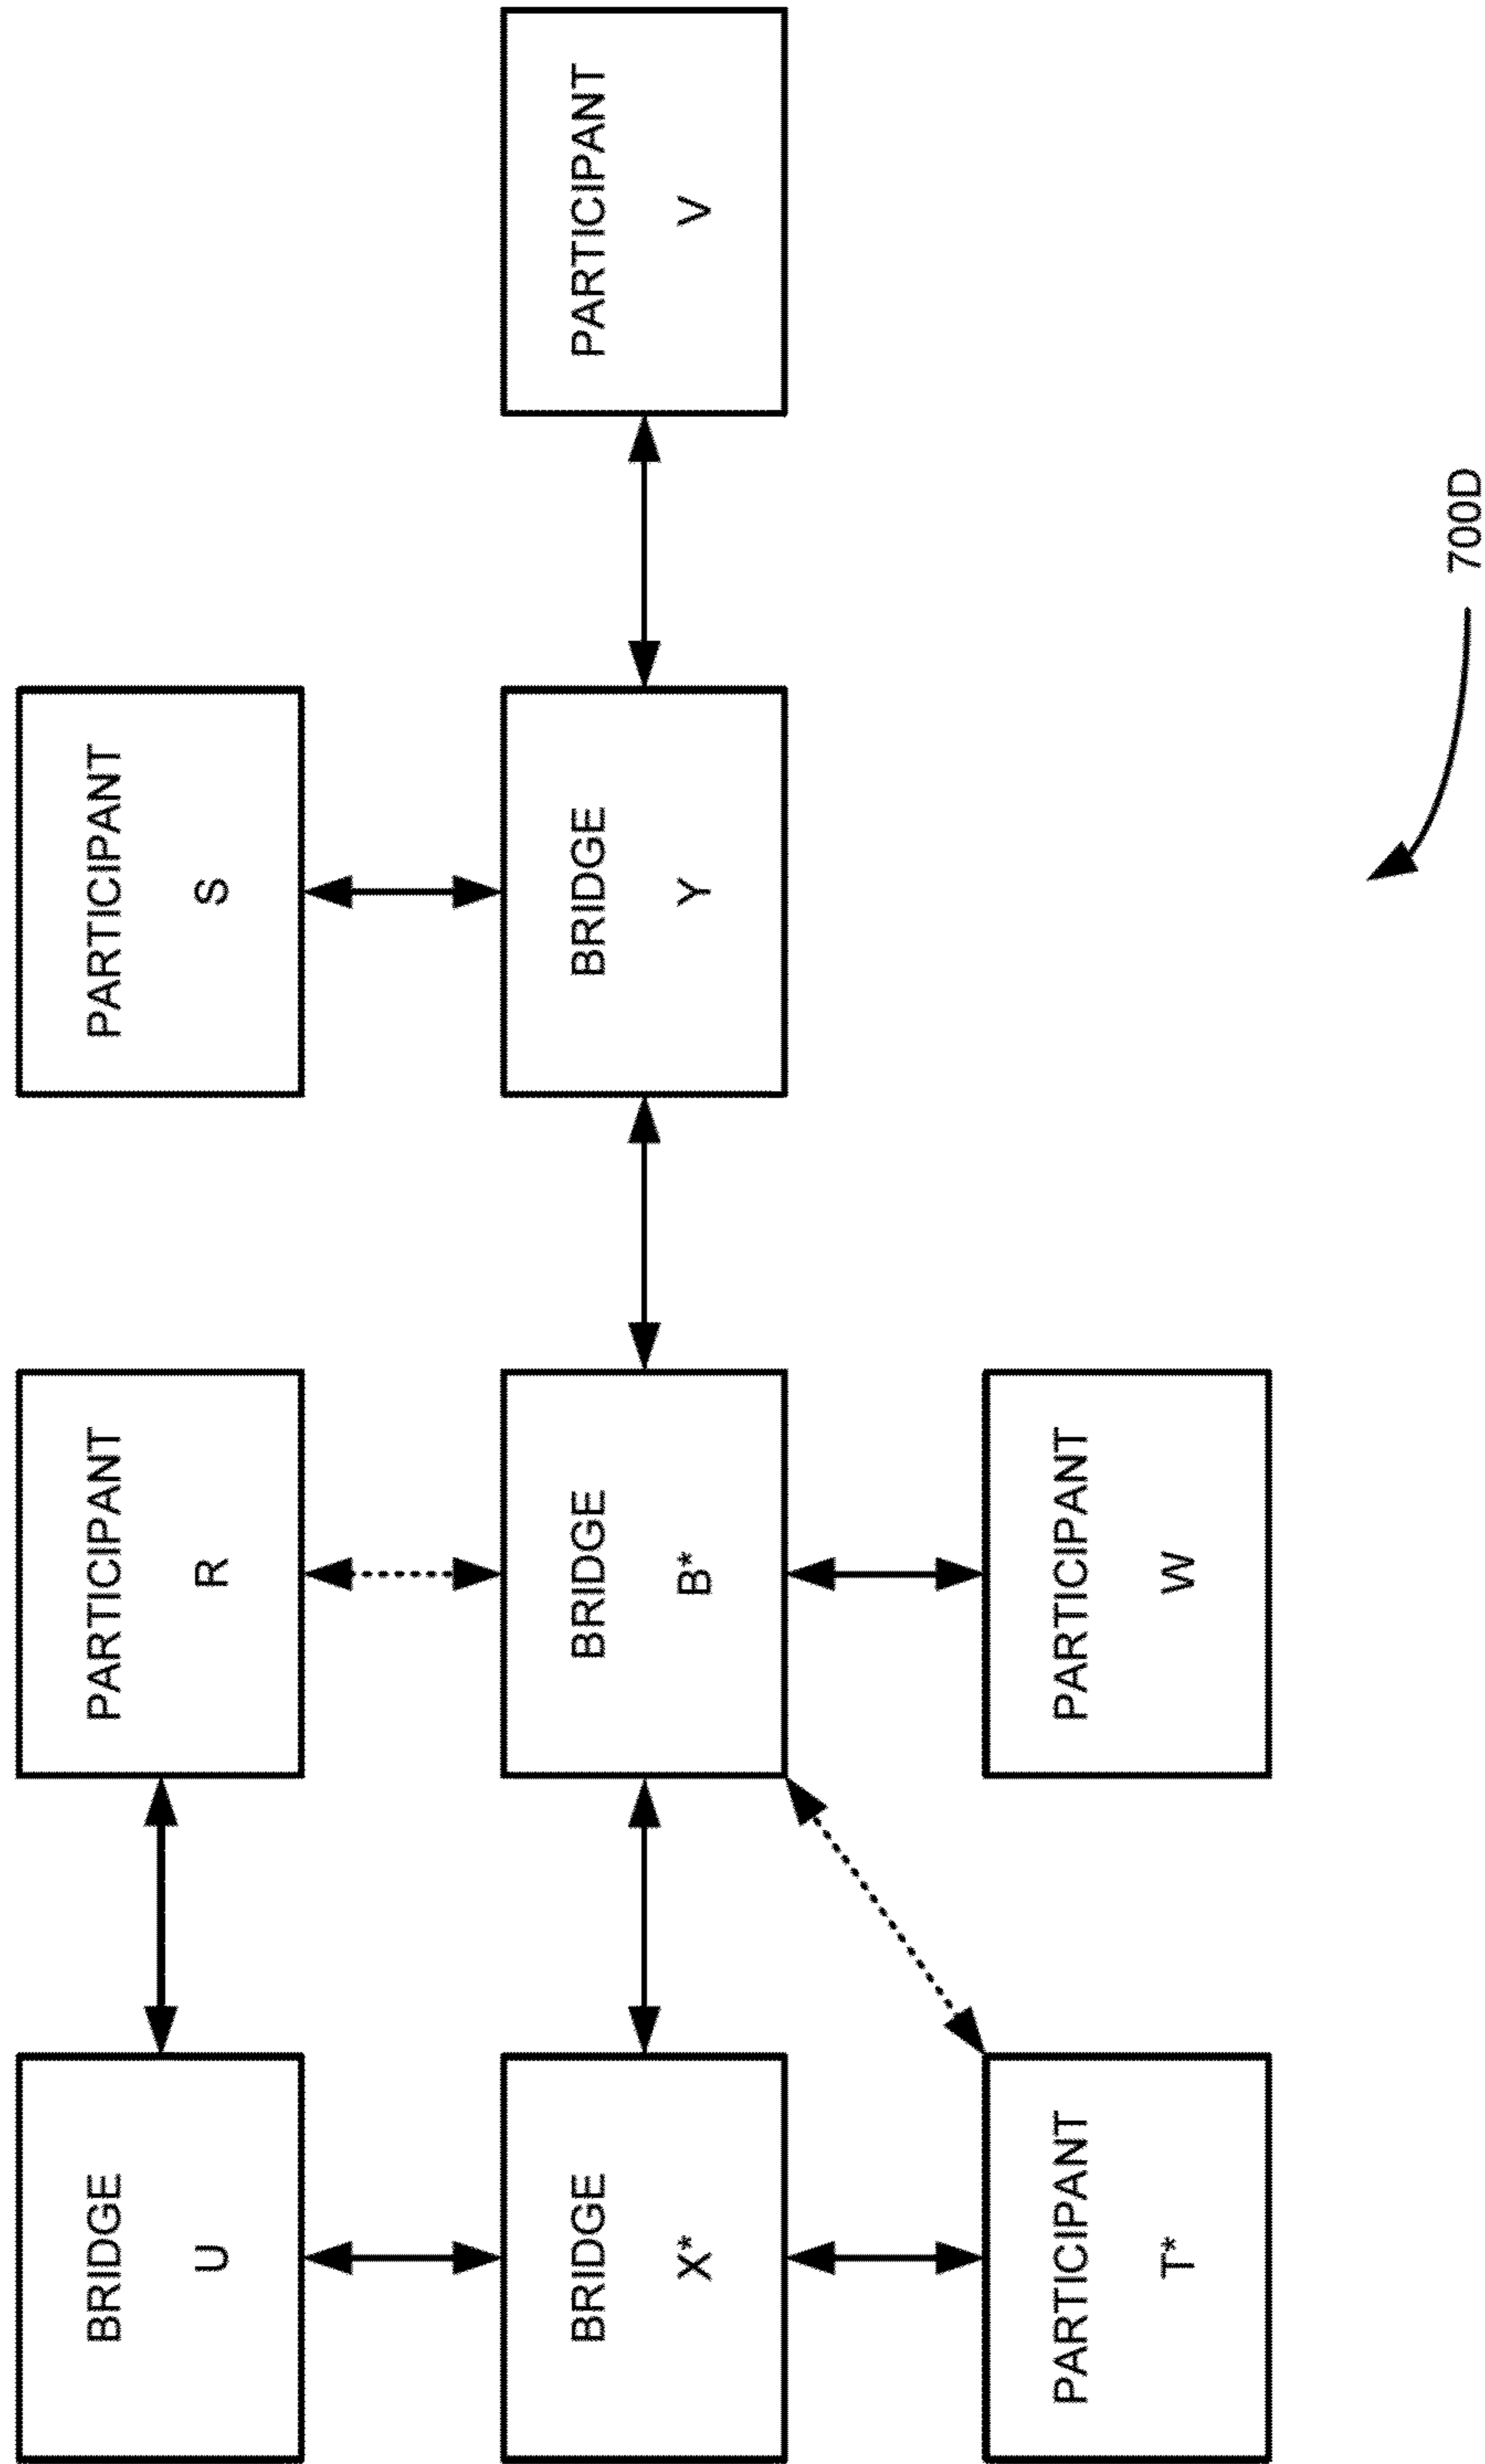 BRIDGE
U
PARTICIPANT
R
PARTICIPANT
S
BRIDGE
X*
BRIDGE
B*
BRIDGE
Y
PARTICIPANT
V
PARTICIPANT
T*
PARTICIPANT
W
700D